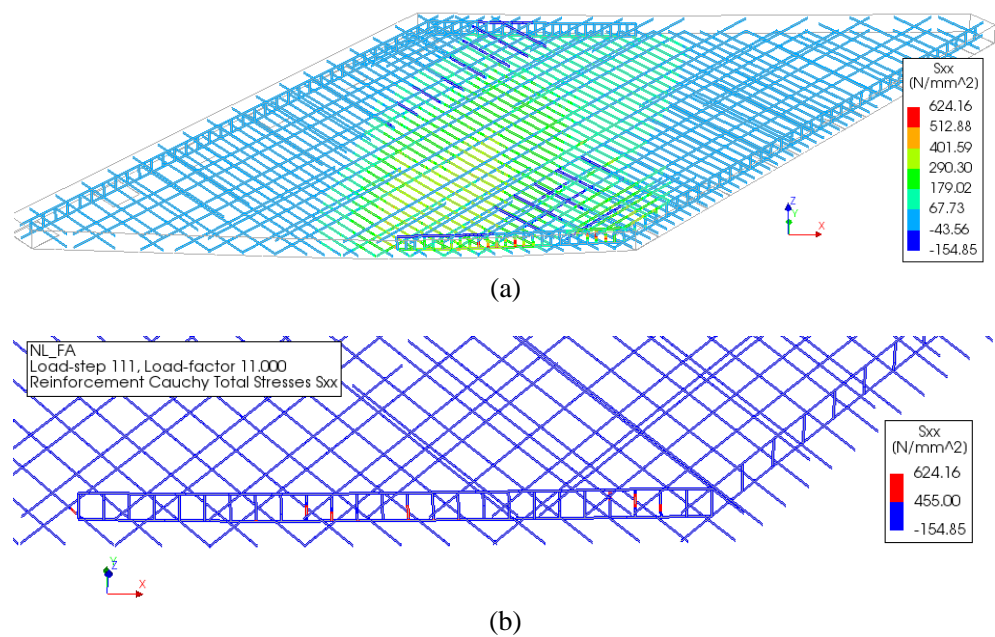 Sxx
(N/mm^2)
624.16
512.88
401.59
290.30
179.02
67.73
-43.56
-154.85
Z
Y
X
(a)
NL_FA
Load-step 111, Load-factor 11.000
Reinforcement Cauchy Total Stresses Sxx
Sxx
(N/mm^2)
624.16
455.00
-154.85
Y
Z
X
(b)